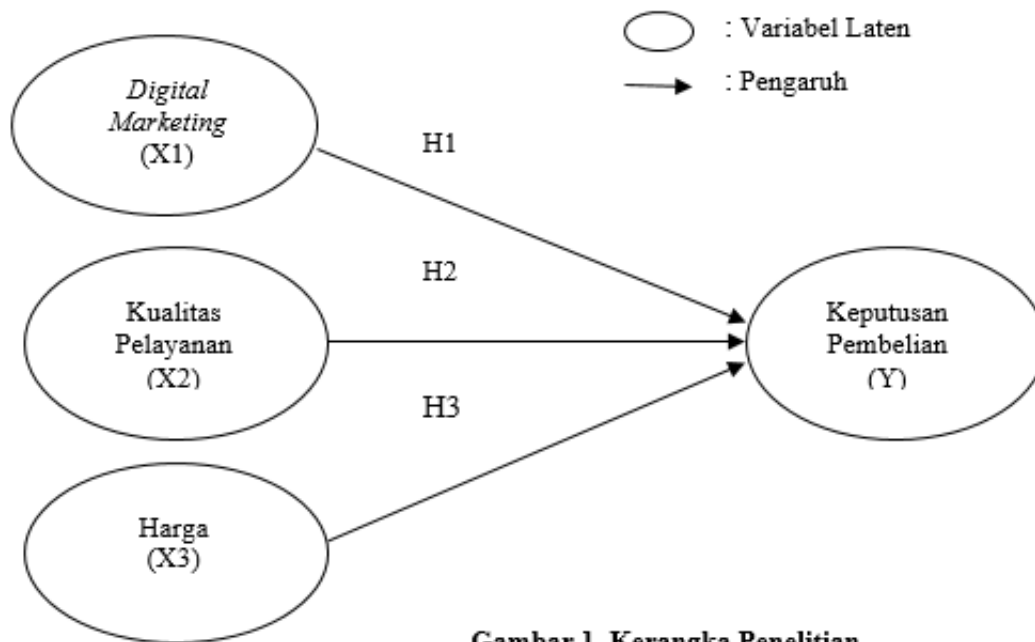 : Variabel Laten
: Pengaruh
Digital
Marketing
(X1)
H1
H2
Kualitas
Pelayanan
(X2)
Keputusan
Pembelian
(Y)
H3
Harga
(X3)
Gambar 1. Kerangka Penelitian